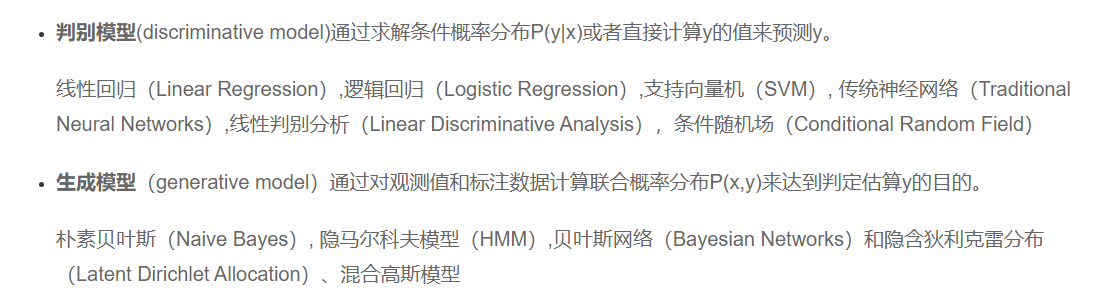 判别模型(discriminative model)通过求解条件概率分布P(y|x)或者直接计算y的值来预测y。
线性回归（Linear Regression）,逻辑回归（Logistic Regression）,支持向量机（SVM）, 传统神经网络（Traditional
Neural Networks）,线性判别分析（Linear Discriminative Analysis），条件随机场（Conditional Random Field）
生成模型（generative model）通过对观测值和标注数据计算联合概率分布P(x,y)来达到判定估算y的目的。
朴素贝叶斯（Naive Bayes）, 隐马尔科夫模型（HMM）,贝叶斯网络（Bayesian Networks）和隐含狄利克雷分布
（Latent Dirichlet Allocation）、混合高斯模型